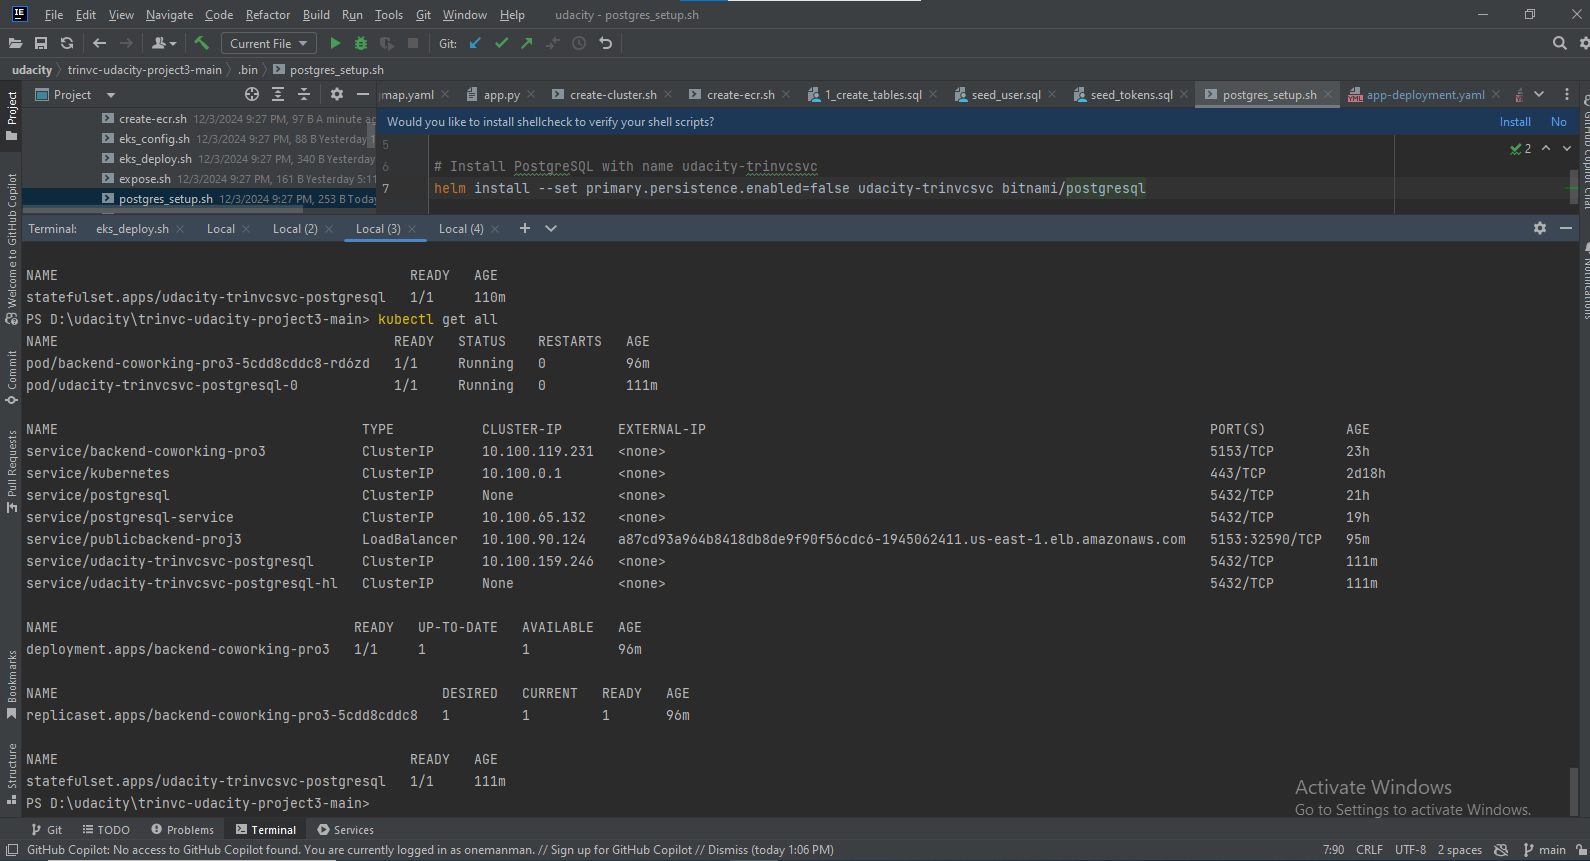 File Edit View Navigate Code Refactor Build Run Tools Git Window Help udacity - postgres_setup.sh
Current File Git:
udacity trinvc-udacity-project3-main .bin postgres_setup.sh
Project map.yaml app.py create-cluster.sh create-ecr.sh 1_create_tables.sql seed_user.sql seed_tokens.sql postgres_setup.sh app-deployment.yaml
create-ecr.sh 12/3/2024 9:27 PM, 97 B A minute ag
Would you like to install shellcheck to verify your shell scripts? Install No
eks_config.sh 12/3/2024 9:27 PM, 88 B Yesterday 1
5
eks_deploy.sh 12/3/2024 9:27 PM, 340 B Yesterday
6 # Install PostgreSQL with name udacity-trinvcsvc 2
expose.sh 12/3/2024 9:27 PM, 161 B Yesterday 5:11
7 helm install --set primary.persistence.enabled=false udacity-trinvcsvc bitnami/postgresql
postgres_setup.sh 12/3/2024 9:27 PM, 253 B Today
Terminal: eks_deploy.sh Local Local (2) Local (3) Local (4)
NAME READY AGE
statefulset.apps/udacity-trinvcsvc-postgresql 1/1 110m
PS D:\udacity\trinvc-udacity-project3-main> kubectl get all
NAME READY STATUS RESTARTS AGE
pod/backend-coworking-pro3-5cdd8cddc8-rd6zd 1/1 Running 0 96m
pod/udacity-trinvcsvc-postgresql-0 1/1 Running 0 111m
NAME TYPE CLUSTER-IP EXTERNAL-IP PORT(S) AGE
service/backend-coworking-pro3 ClusterIP 10.100.119.231 <none> 5153/TCP 23h
service/kubernetes ClusterIP 10.100.0.1 <none> 443/TCP 2d18h
service/postgresql ClusterIP None <none> 5432/TCP 21h
service/postgresql-service ClusterIP 10.100.65.132 <none> 5432/TCP 19h
service/publicbackend-proj3 LoadBalancer 10.100.90.124 a87cd93a964b8418db8de9f90f56cdc6-1945062411.us-east-1.elb.amazonaws.com 5153:32590/TCP 95m
service/udacity-trinvcsvc-postgresql ClusterIP 10.100.159.246 <none> 5432/TCP 111m
service/udacity-trinvcsvc-postgresql-hl ClusterIP None <none> 5432/TCP 111m
NAME READY UP-TO-DATE AVAILABLE AGE
deployment.apps/backend-coworking-pro3 1/1 1 1 96m
NAME DESIRED CURRENT READY AGE
replicaset.apps/backend-coworking-pro3-5cdd8cddc8 1 1 1 96m
NAME READY AGE
statefulset.apps/udacity-trinvcsvc-postgresql 1/1 111m
PS D:\udacity\trinvc-udacity-project3-main>
Activate Windows
Go to Settings to activate Windows.
Project
Welcome to GitHub Copilot
Commit
Pull Requests
Bookmarks
Structure
GitHub Copilot Chat
Notifications
Git TODO Problems Terminal Services
GitHub Copilot: No access to GitHub Copilot found. You are currently logged in as onemanman. // Sign up for GitHub Copilot // Dismiss (today 1:06 PM) 7:90 CRLF UTF-8 2 spaces main